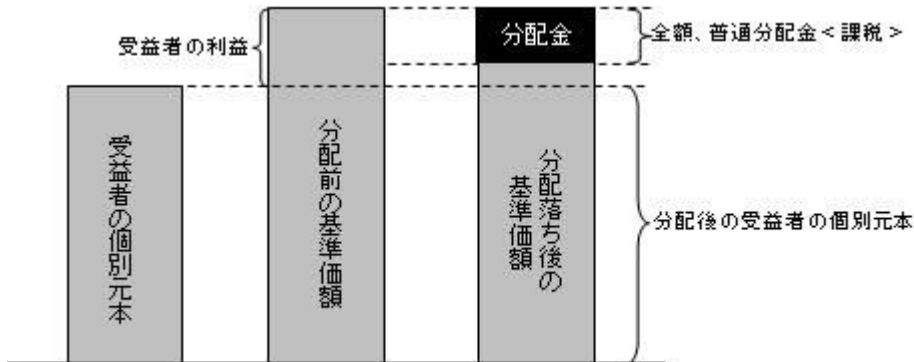 受益者の利益
分配金
全額、普通分配金<課税>
受益者の個別元本
分配前の基準価額
分配落ち後の
基準価額
分配後の受益者の個別元本